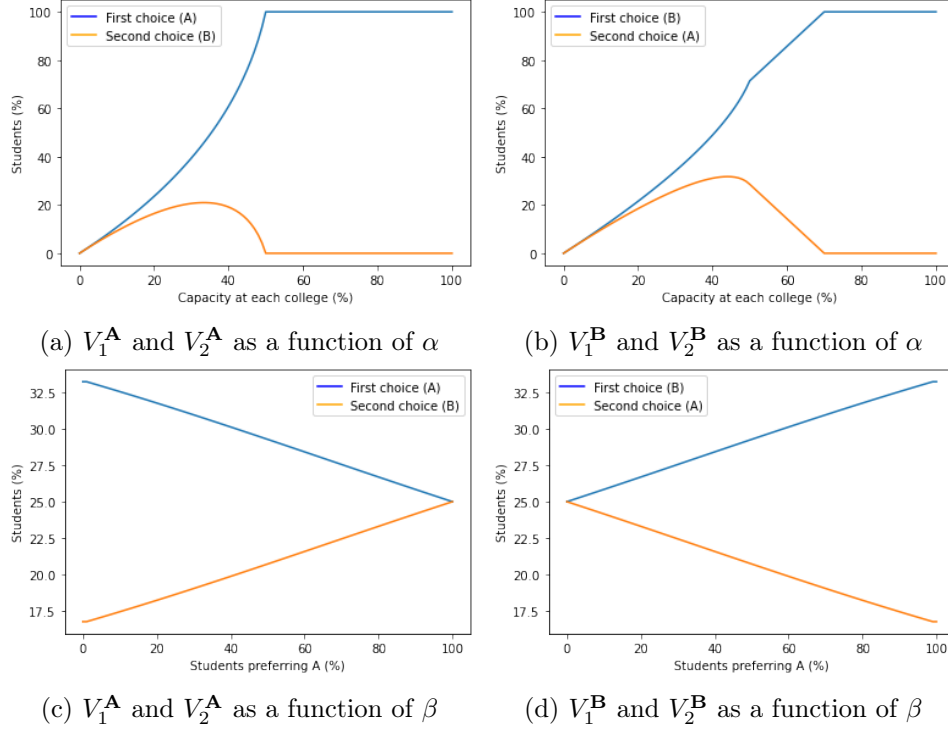 First choice (A)
Second choice (B)
Students (%)
100
80
60
40
20
0
0 20 40 60 80 100
Capacity at each college (%)
(a) V₁ᴬ and V₂ᴬ as a function of α
First choice (B)
Second choice (A)
Students (%)
100
80
60
40
20
0
0 20 40 60 80 100
Capacity at each college (%)
(b) V₁ᴮ and V₂ᴮ as a function of α
First choice (A)
Second choice (B)
Students (%)
32.5
30.0
27.5
25.0
22.5
20.0
17.5
0 20 40 60 80 100
Students preferring A (%)
(c) V₁ᴬ and V₂ᴬ as a function of β
First choice (B)
Second choice (A)
Students (%)
32.5
30.0
27.5
25.0
22.5
20.0
17.5
0 20 40 60 80 100
Students preferring A (%)
(d) V₁ᴮ and V₂ᴮ as a function of β